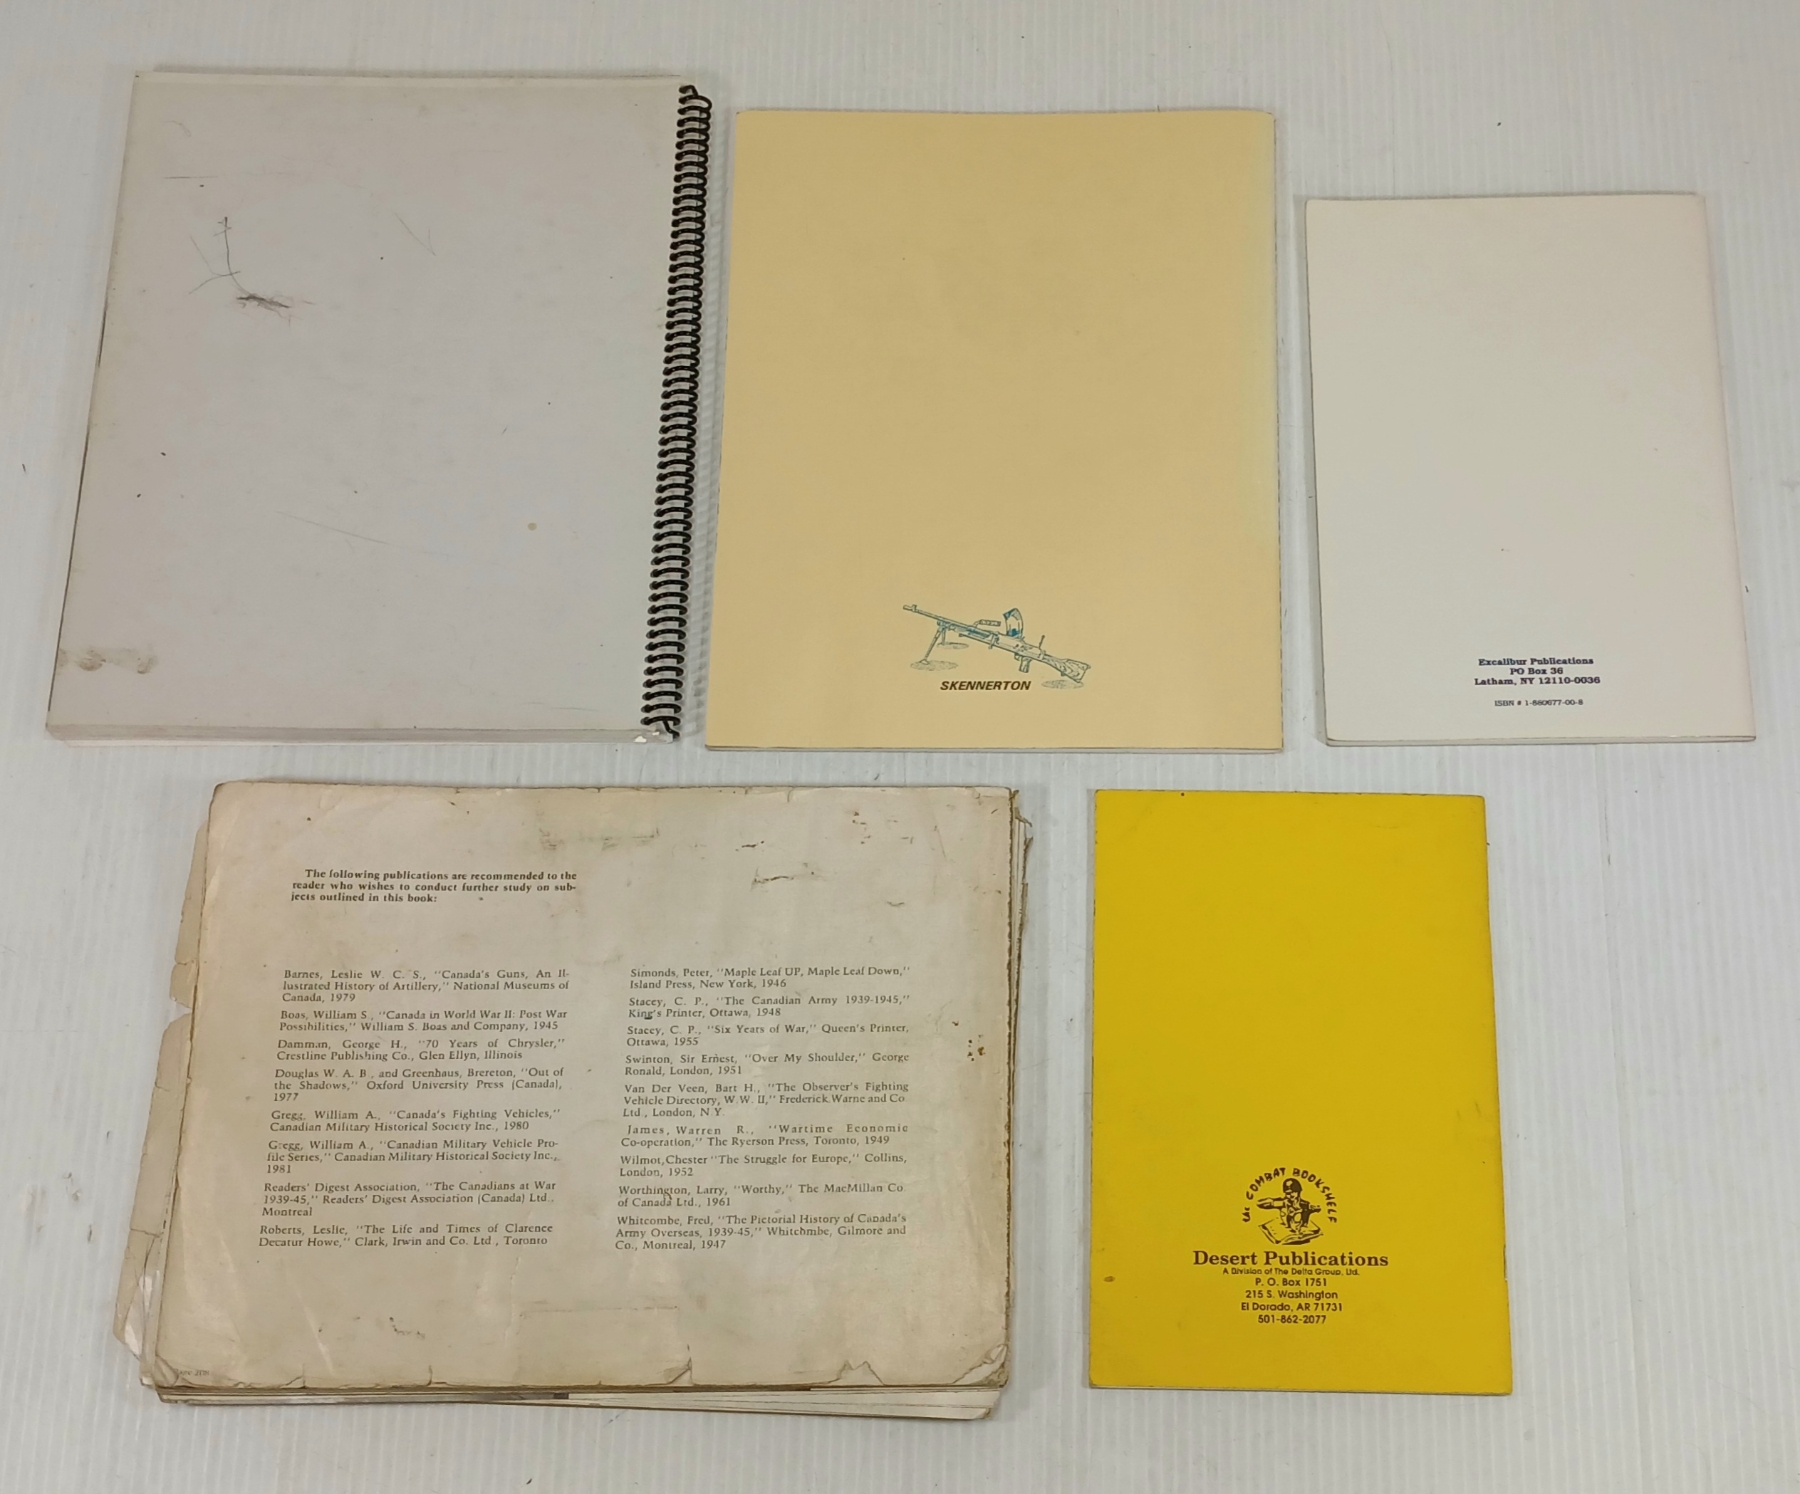 SKENNERTON
Excalibur Publications
PO Box 36
Latham, NY 12110-0036
ISBN # 1-880677-00-8
The following publications are recommended to the
reader who wishes to conduct further study on sub-
jects outlined in this book:
Barnes, Leslie W. C. S., "Canada's Guns, An Il-
lustrated History of Artillery," National Museums of
Canada, 1979
Boas, William S., "Canada in World War II: Post War
Possibilities," William S. Boas and Company, 1945
Damman, George H., "70 Years of Chrysler,"
Crestline Publishing Co., Glen Ellyn, Illinois
Douglas W. A. B., and Greenhaus, Brereton, "Out of
the Shadows," Oxford University Press (Canada),
1977
Gregg, William A., "Canada's Fighting Vehicles,"
Canadian Military Historical Society Inc., 1980
Gregg, William A., "Canadian Military Vehicle Pro-
file Series," Canadian Military Historical Society Inc.,
1981
Readers' Digest Association, "The Canadians at War
1939-45," Readers' Digest Association (Canada) Ltd.,
Montreal
Roberts, Leslie, "The Life and Times of Clarence
Decatur Howe," Clark, Irwin and Co. Ltd., Toronto
Simonds, Peter, "Maple Leaf UP, Maple Leaf Down,"
Island Press, New York, 1946
Stacey, C. P., "The Canadian Army 1939-1945,"
King's Printer, Ottawa, 1948
Stacey, C. P., "Six Years of War," Queen's Printer,
Ottawa, 1955
Swinton, Sir Ernest, "Over My Shoulder," George
Ronald, London, 1951
Van Der Veen, Bart H., "The Observer's Fighting
Vehicle Directory, W.W. II," Frederick Warne and Co.
Ltd., London, N.Y.
James, Warren R., "Wartime Economic
Co-operation," The Ryerson Press, Toronto, 1949
Wilmot, Chester "The Struggle for Europe," Collins,
London, 1952
Worthington, Larry, "Worthy," The MacMillan Co.
of Canada Ltd., 1961
Whitcombe, Fred, "The Pictorial History of Canada's
Army Overseas, 1939-45," Whitcombe, Gilmore and
Co., Montreal, 1947
the COMBAT BOOKSHELF
Desert Publications
A Division of The Delta Group, Ltd.
P. O. Box 1751
215 S. Washington
El Dorado, AR 71731
501-862-2077